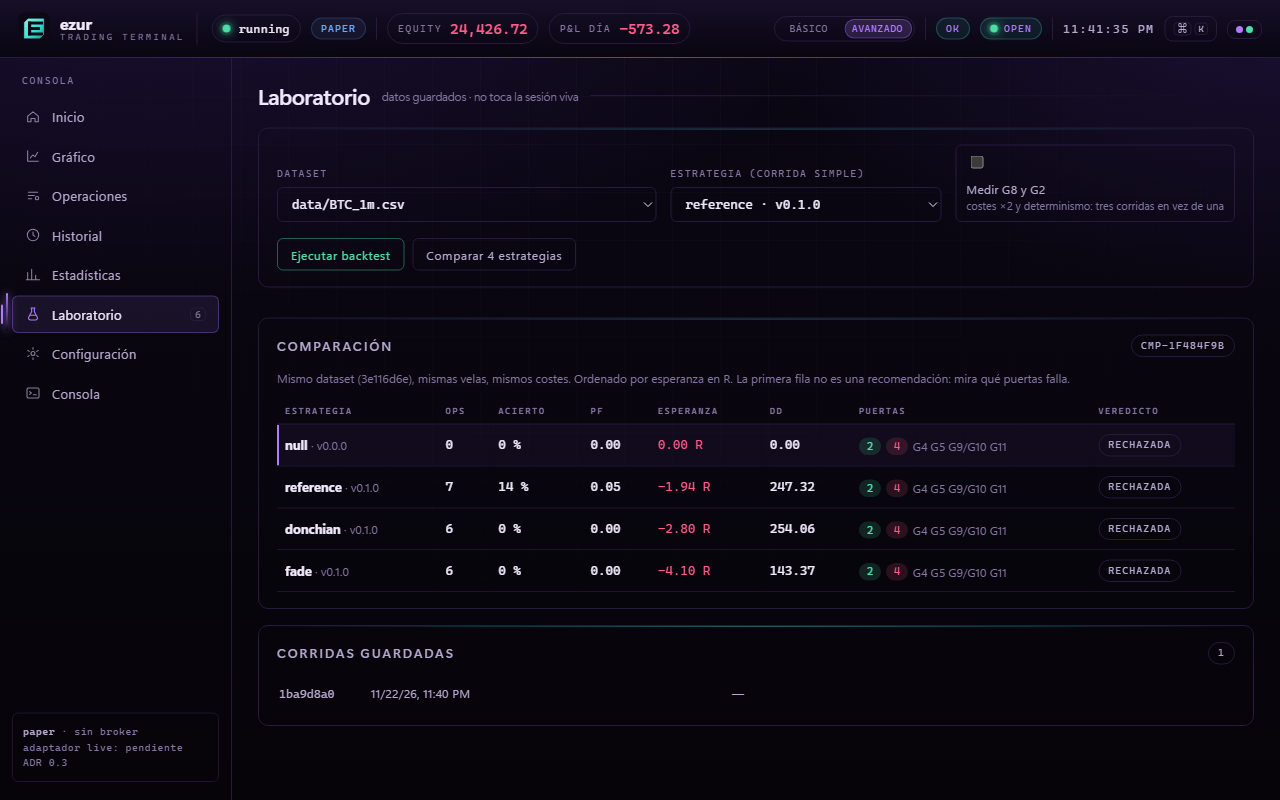 ezur
TRADING TERMINAL
running
PAPER
EQUITY 24,426.72
P&L DÍA −573.28
BÁSICO AVANZADO
OK
OPEN
11:41:35 PM
⌘ K
CONSOLA
Inicio
Gráfico
Operaciones
Historial
Estadísticas
Laboratorio 6
Configuración
Consola
paper · sin broker
adaptador live: pendiente
ADR 0.3
Laboratorio datos guardados · no toca la sesión viva
DATASET
data/BTC_1m.csv
ESTRATEGIA (CORRIDA SIMPLE)
reference · v0.1.0
Medir G8 y G2
costes ×2 y determinismo: tres corridas en vez de una
Ejecutar backtest
Comparar 4 estrategias
COMPARACIÓN CMP-1F484F9B
Mismo dataset (3e116d6e), mismas velas, mismos costes. Ordenado por esperanza en R. La primera fila no es una recomendación: mira qué puertas falla.
ESTRATEGIA OPS ACIERTO PF ESPERANZA DD PUERTAS VEREDICTO
null · v0.0.0 0 0 % 0.00 0.00 R 0.00 2 4 G4 G5 G9/G10 G11 RECHAZADA
reference · v0.1.0 7 14 % 0.05 −1.94 R 247.32 2 4 G4 G5 G9/G10 G11 RECHAZADA
donchian · v0.1.0 6 0 % 0.00 −2.80 R 254.06 2 4 G4 G5 G9/G10 G11 RECHAZADA
fade · v0.1.0 6 0 % 0.00 −4.10 R 143.37 2 4 G4 G5 G9/G10 G11 RECHAZADA
CORRIDAS GUARDADAS 1
1ba9d8a0 11/22/26, 11:40 PM —